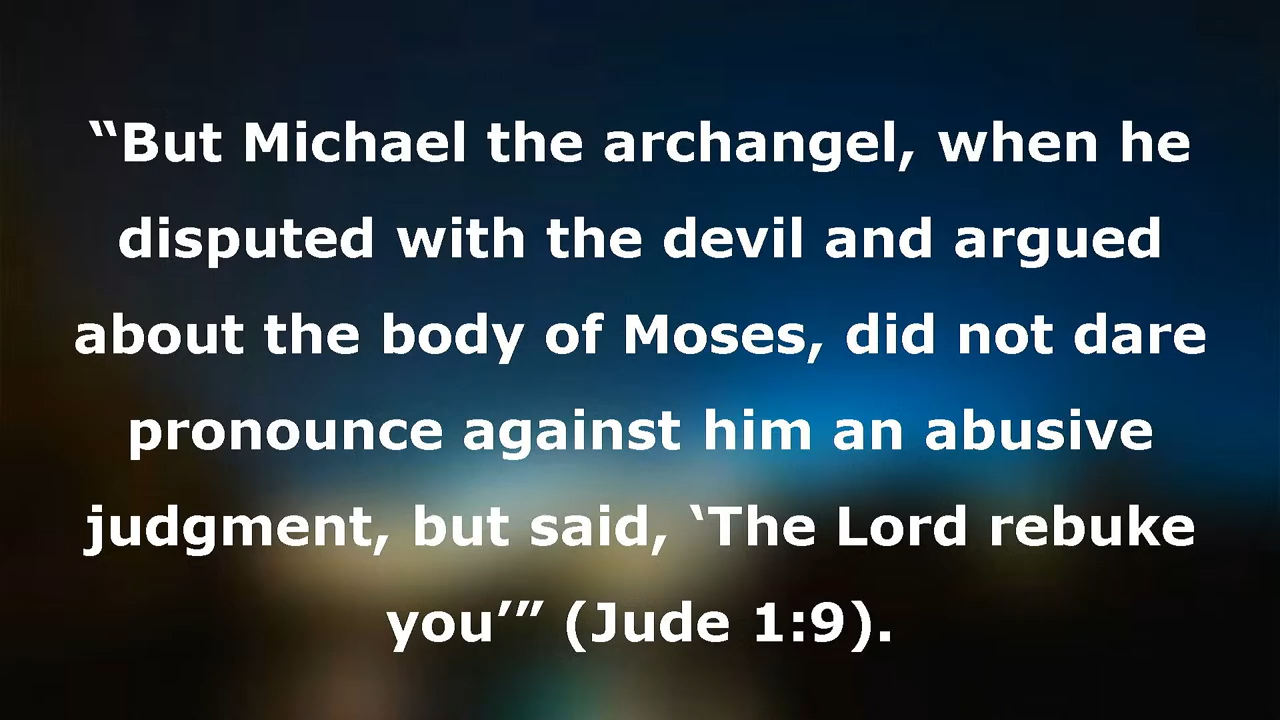 “But Michael the archangel, when he
disputed with the devil and argued
about the body of Moses, did not dare
pronounce against him an abusive
judgment, but said, ‘The Lord rebuke
you’” (Jude 1:9).